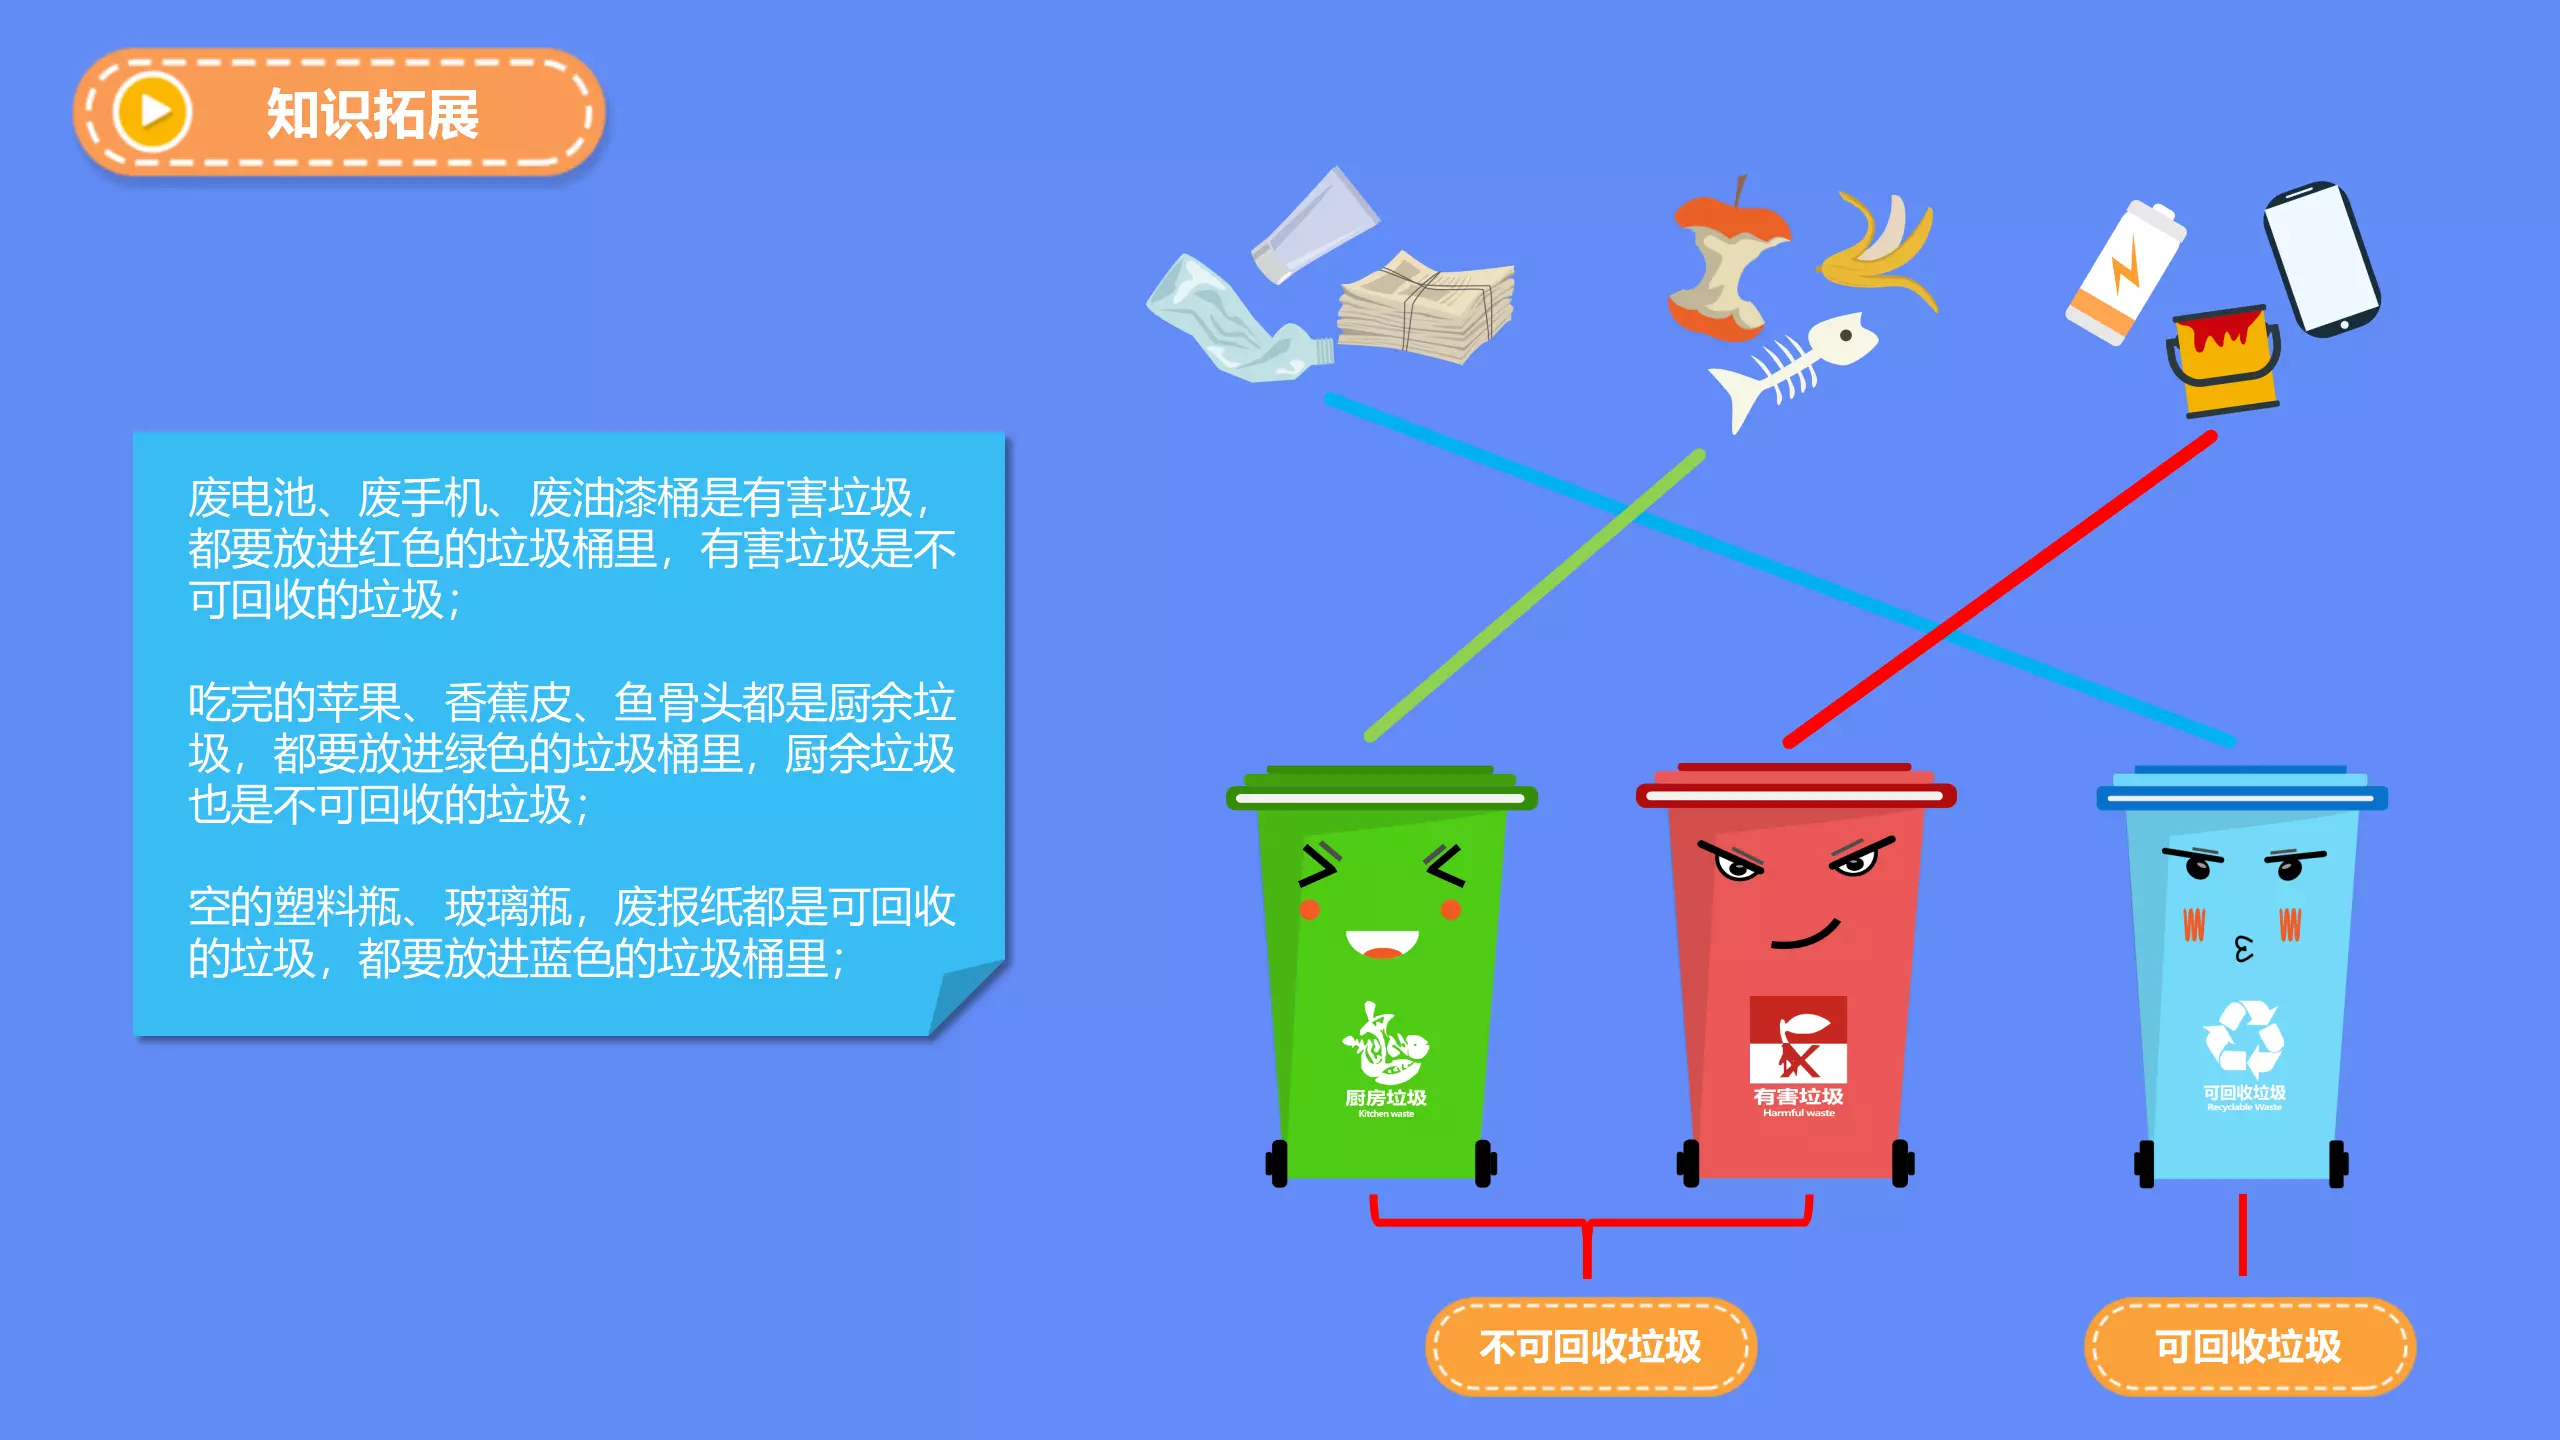 知识拓展
废电池、废手机、废油漆桶是有害垃圾，
都要放进红色的垃圾桶里，有害垃圾是不
可回收的垃圾；
吃完的苹果、香蕉皮、鱼骨头都是厨余垃
圾，都要放进绿色的垃圾桶里，厨余垃圾
也是不可回收的垃圾；
空的塑料瓶、玻璃瓶，废报纸都是可回收
的垃圾，都要放进蓝色的垃圾桶里；
厨房垃圾
Kitchen waste
有害垃圾
Harmful waste
可回收垃圾
Recyclable Waste
不可回收垃圾
可回收垃圾